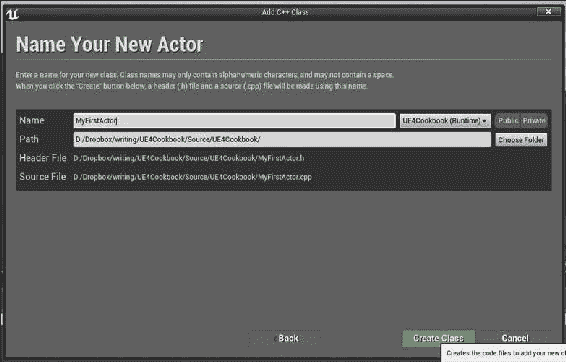 Add C++ Class
Name Your New Actor
Enter a name for your new class. Class names may only contain alphanumeric characters, and may not contain a space.
When you click the "Create" button below, a header (.h) file and a source (.cpp) file will be made using this name.
Name MyFirstActor UE4Cookbook (Runtime) Public Private
Path D:/Dropbox/writing/UE4Cookbook/Source/UE4Cookbook/ Choose Folder
Header File D:/Dropbox/writing/UE4Cookbook/Source/UE4Cookbook/MyFirstActor.h
Source File D:/Dropbox/writing/UE4Cookbook/Source/UE4Cookbook/MyFirstActor.cpp
Back Create Class Cancel
Creates the code files to add your new cl